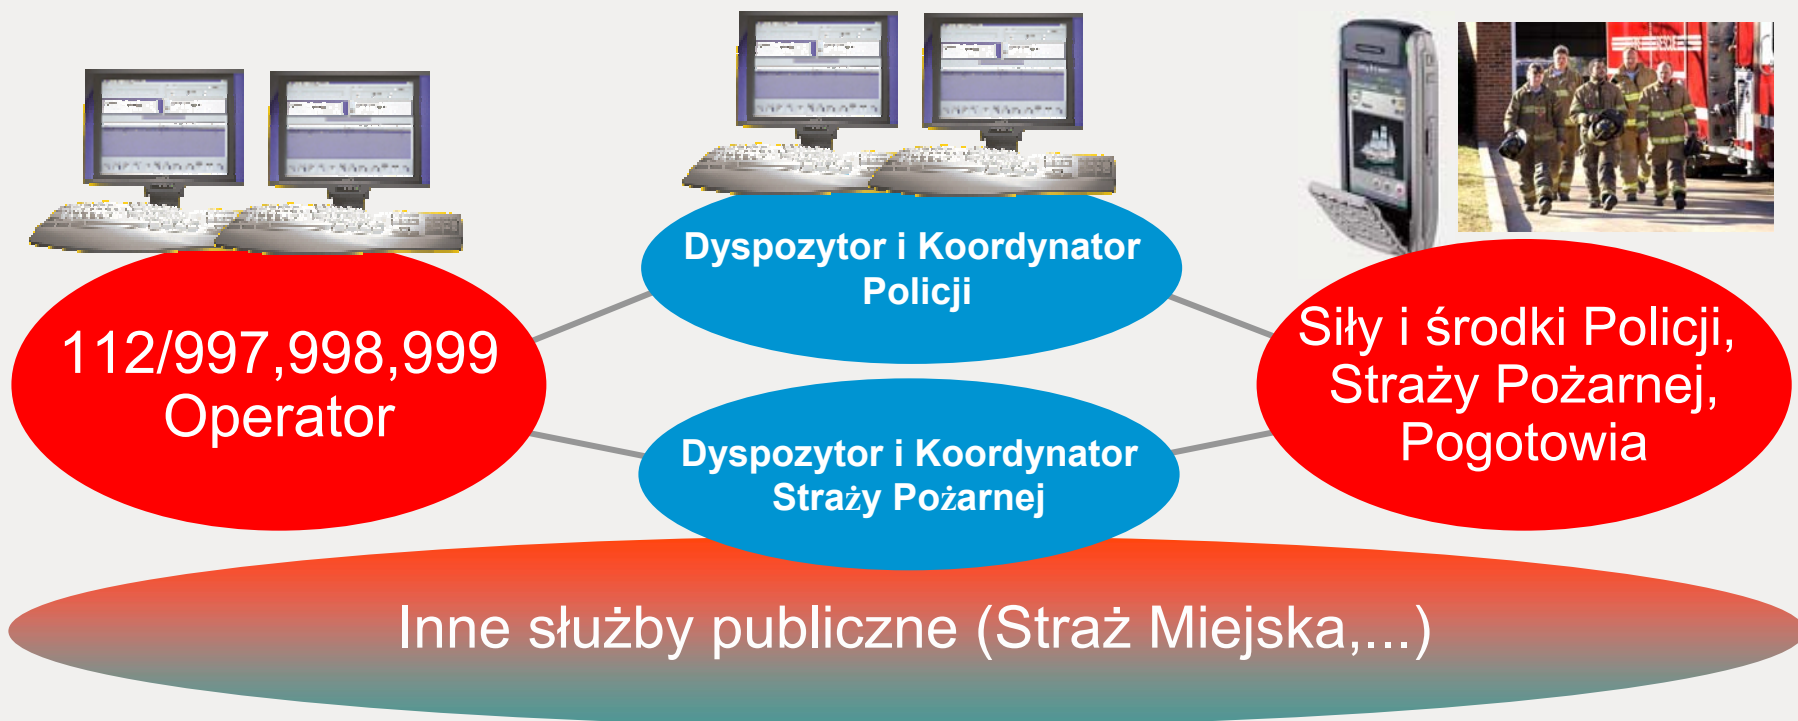 112/997,998,999
Operator
Dyspozytor i Koordynator
Policji
Dyspozytor i Koordynator
Straży Pożarnej
Siły i środki Policji,
Straży Pożarnej,
Pogotowia
Inne służby publiczne (Straż Miejska,...)